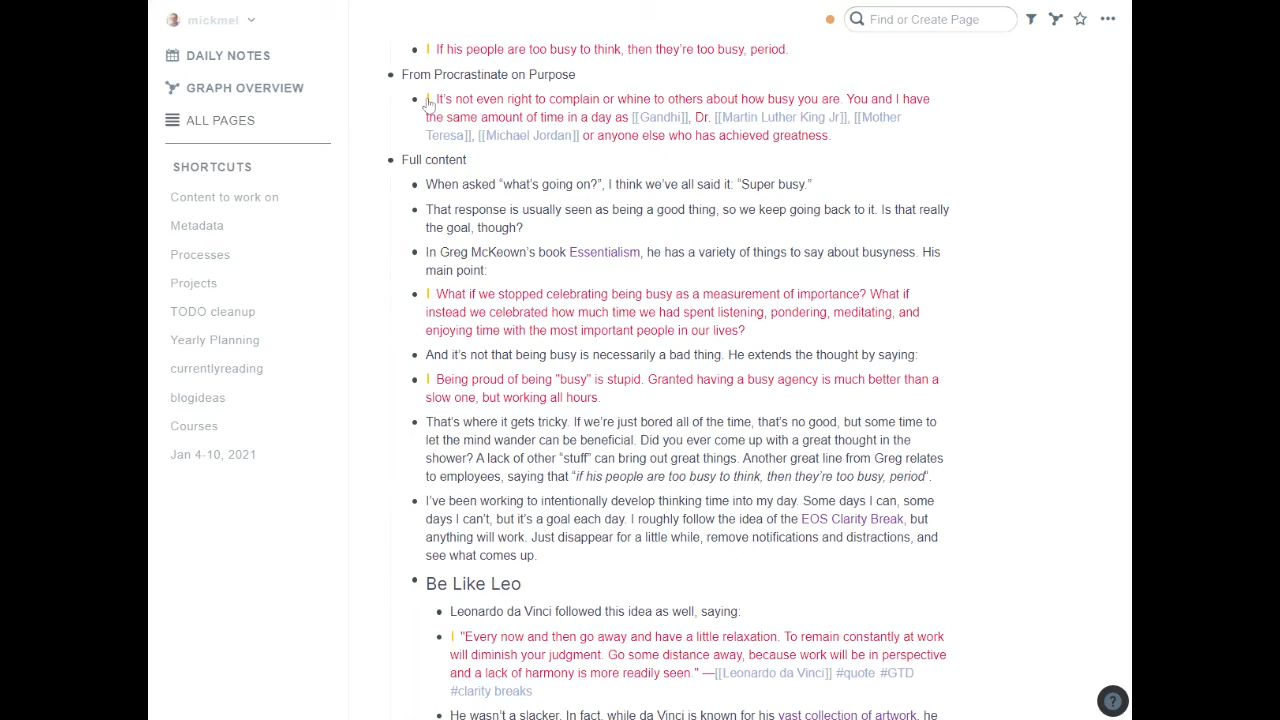 mickmel
Find or Create Page
DAILY NOTES
GRAPH OVERVIEW
ALL PAGES
SHORTCUTS
Content to work on
Metadata
Processes
Projects
TODO cleanup
Yearly Planning
currentlyreading
blogideas
Courses
Jan 4-10, 2021
If his people are too busy to think, then they’re too busy, period.
From Procrastinate on Purpose
It’s not even right to complain or whine to others about how busy you are. You and I have
the same amount of time in a day as [[Gandhi]], Dr. [[Martin Luther King Jr]], [[Mother
Teresa]], [[Michael Jordan]] or anyone else who has achieved greatness.
Full content
When asked “what’s going on?”, I think we’ve all said it: “Super busy.”
That response is usually seen as being a good thing, so we keep going back to it. Is that really
the goal, though?
In Greg McKeown’s book Essentialism, he has a variety of things to say about busyness. His
main point:
What if we stopped celebrating being busy as a measurement of importance? What if
instead we celebrated how much time we had spent listening, pondering, meditating, and
enjoying time with the most important people in our lives?
And it’s not that being busy is necessarily a bad thing. He extends the thought by saying:
Being proud of being "busy" is stupid. Granted having a busy agency is much better than a
slow one, but working all hours.
That’s where it gets tricky. If we’re just bored all of the time, that’s no good, but some time to
let the mind wander can be beneficial. Did you ever come up with a great thought in the
shower? A lack of other “stuff” can bring out great things. Another great line from Greg relates
to employees, saying that “if his people are too busy to think, then they’re too busy, period“.
I’ve been working to intentionally develop thinking time into my day. Some days I can, some
days I can’t, but it’s a goal each day. I roughly follow the idea of the EOS Clarity Break, but
anything will work. Just disappear for a little while, remove notifications and distractions, and
see what comes up.
Be Like Leo
Leonardo da Vinci followed this idea as well, saying:
"Every now and then go away and have a little relaxation. To remain constantly at work
will diminish your judgment. Go some distance away, because work will be in perspective
and a lack of harmony is more readily seen." —[[Leonardo da Vinci]] #quote #GTD
#clarity breaks
He wasn’t a slacker. In fact, while da Vinci is known for his vast collection of artwork, he
?